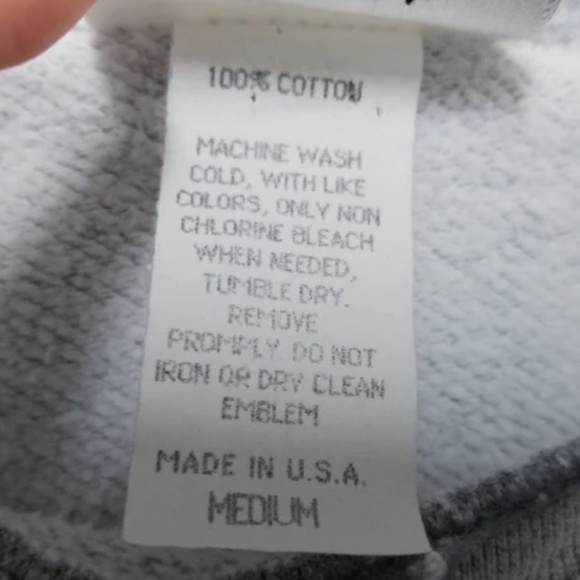 100% COTTON
MACHINE WASH
COLD, WITH LIKE
COLORS, ONLY NON
CHLORINE BLEACH
WHEN NEEDED,
TUMBLE DRY.
REMOVE
PROMPLY. DO NOT
IRON OR DRY CLEAN
EMBLEM
MADE IN U.S.A.
MEDIUM